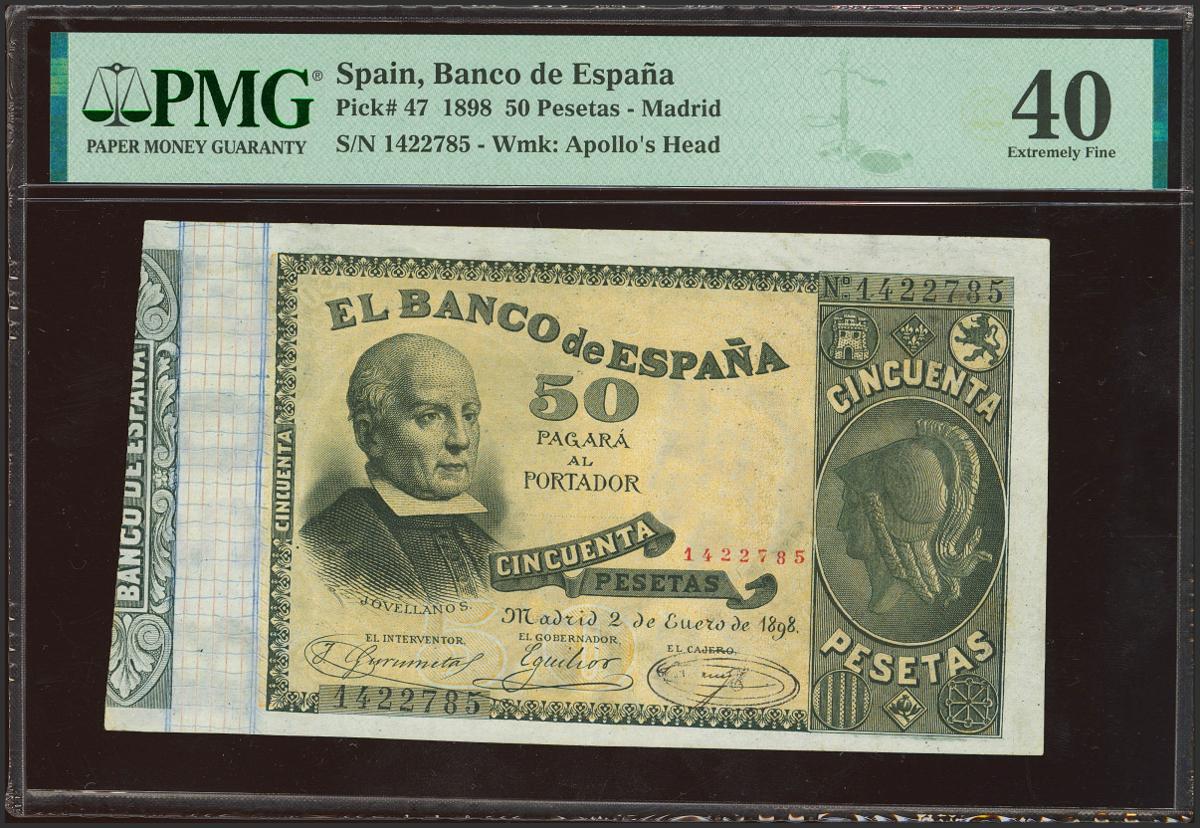 PMG®
PAPER MONEY GUARANTY
Spain, Banco de España
Pick# 47 1898 50 Pesetas - Madrid
S/N 1422785 - Wmk: Apollo's Head
40
Extremely Fine
BANCO DE ESPAÑA
CINCUENTA
EL BANCO de ESPAÑA
50
PAGARÁ
AL
PORTADOR
CINCUENTA
PESETAS
1422785
JOVELLANOS.
Madrid 2 de Enero de 1898.
EL INTERVENTOR,
EL GOBERNADOR,
EL CAJERO,
1422785
50
Nº 1422785
CINCUENTA
PESETAS